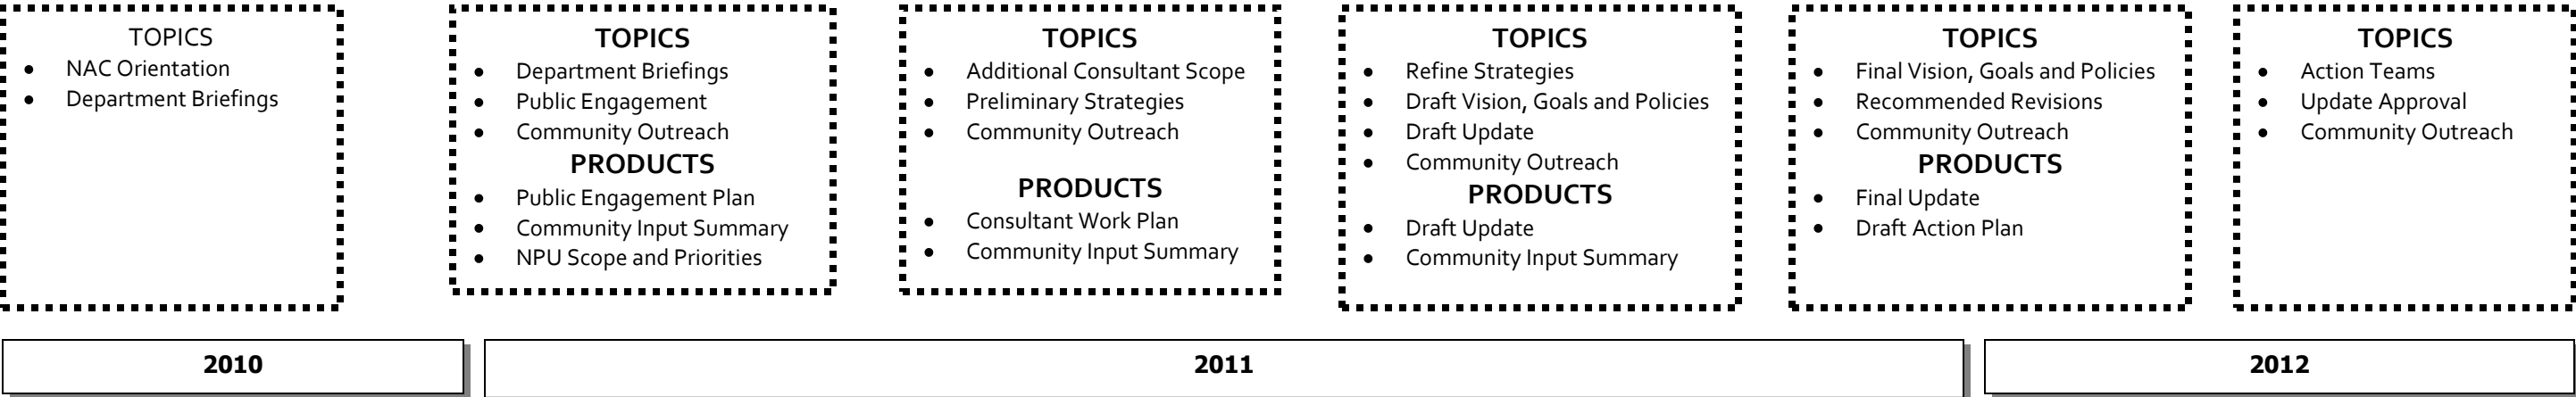 TOPICS
• NAC Orientation
• Department Briefings
TOPICS
• Department Briefings
• Public Engagement
• Community Outreach
PRODUCTS
• Public Engagement Plan
• Community Input Summary
• NPU Scope and Priorities
TOPICS
• Additional Consultant Scope
• Preliminary Strategies
• Community Outreach
PRODUCTS
• Consultant Work Plan
• Community Input Summary
TOPICS
• Refine Strategies
• Draft Vision, Goals and Policies
• Draft Update
• Community Outreach
PRODUCTS
• Draft Update
• Community Input Summary
TOPICS
• Final Vision, Goals and Policies
• Recommended Revisions
• Community Outreach
PRODUCTS
• Final Update
• Draft Action Plan
TOPICS
• Action Teams
• Update Approval
• Community Outreach
2010
2011
2012